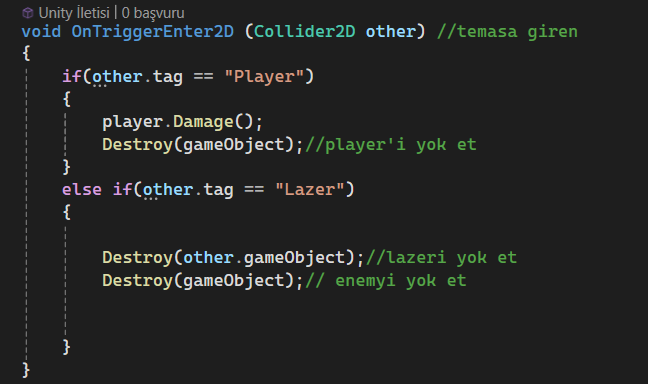 Unity İletisi | 0 başvuru
void OnTriggerEnter2D (Collider2D other) //temasa giren
{
if(other.tag == "Player")
{
player.Damage();
Destroy(gameObject);//player'i yok et
}
else if(other.tag == "Lazer")
{
Destroy(other.gameObject);//lazeri yok et
Destroy(gameObject);// enemyi yok et
}
}